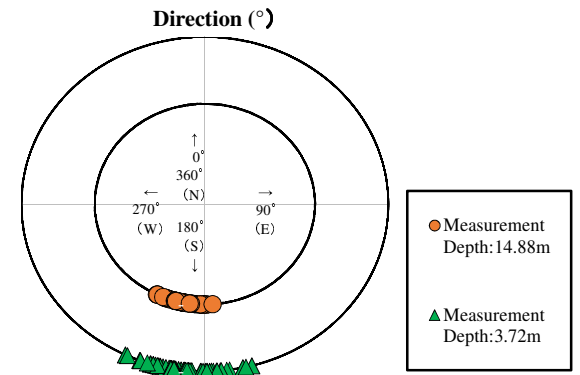 Direction (°)
↑
0°
360°
(N)
← →
270° 90°
(W) 180° (E)
(S)
↓
Measurement
Depth:14.88m
Measurement
Depth:3.72m